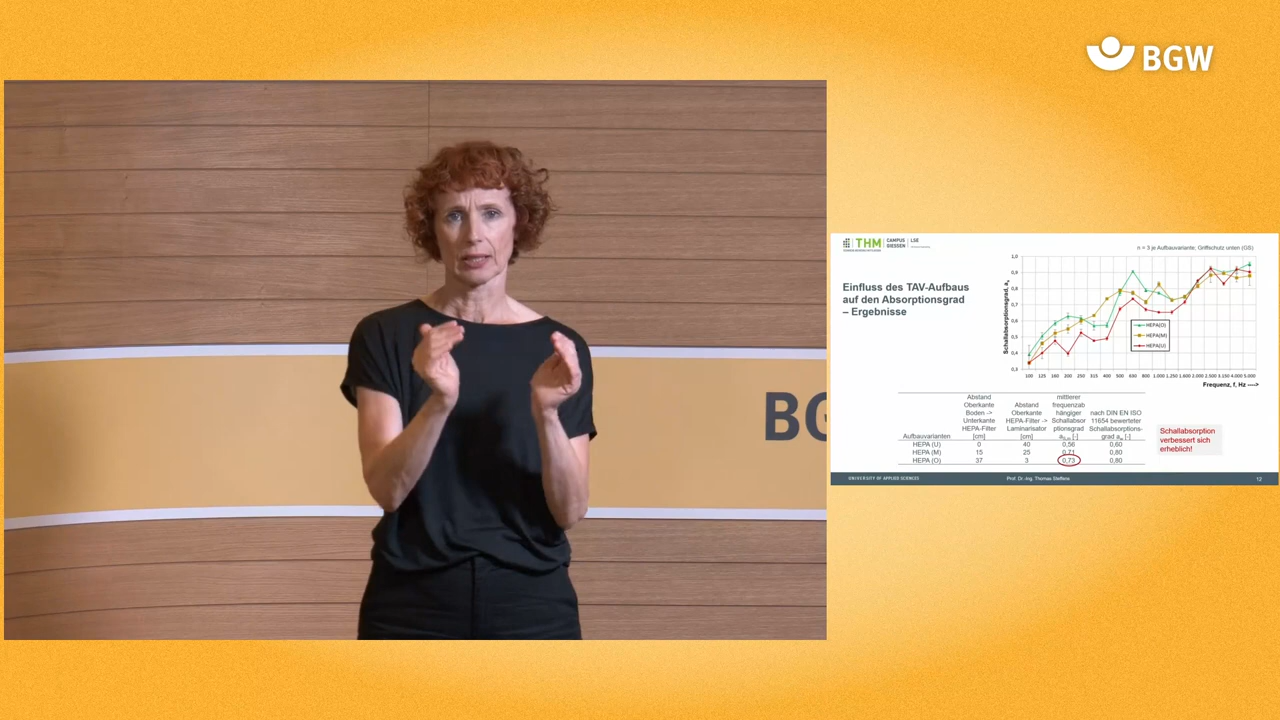 BGW
BG
THM
CAMPUS
GIESSEN
LSE
n = 3 je Aufbauvariante; Griffschutz unten (GS)
Einfluss des TAV-Aufbaus
auf den Absorptionsgrad
– Ergebnisse
Schallabsorptionsgrad, as
1,0
0,9
0,8
0,7
0,6
0,5
0,4
0,3
HEPA(O)
HEPA(M)
HEPA(U)
100 125 160 200 250 315 400 500 630 800 1.000 1.250 1.600 2.000 2.500 3.150 4.000 5.000
Frequenz, f, Hz ---->
Aufbauvarianten
Abstand
Oberkante
Boden ->
Unterkante
HEPA-Filter
[cm]
Abstand
Oberkante
HEPA-Filter ->
Laminarisator
[cm]
mittlerer
frequenzab
hängiger
Schallabsor
ptionsgrad
nach DIN EN ISO
11654 bewerteter
Schallabsorptions-
grad aw [-]
HEPA (U) 0 40 0,56 0,60
HEPA (M) 15 25 0,71 0,80
HEPA (O) 37 3 0,73 0,80
Schallabsorption
verbessert sich
erheblich!
UNIVERSITY OF APPLIED SCIENCES
Prof. Dr.-Ing. Thomas Steffens
12